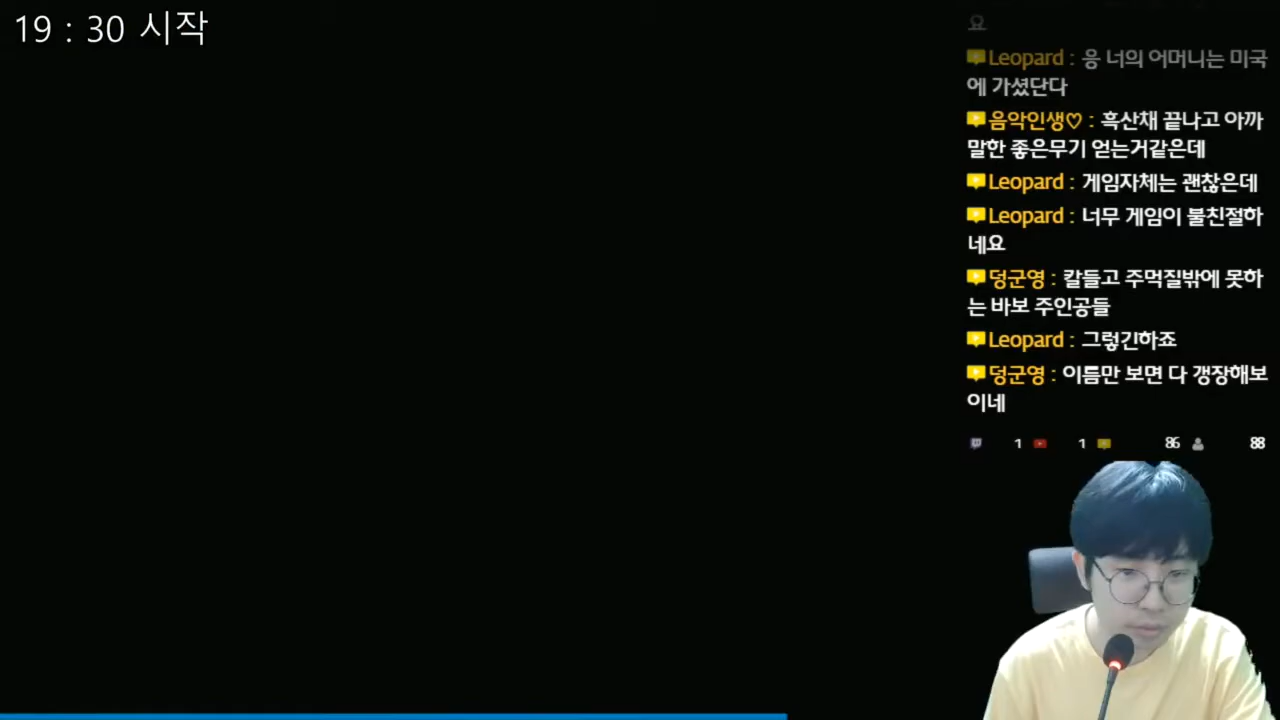 19 : 30 시작
요
Leopard : 응 너의 어머니는 미국
에 가셨단다
음악인생♡ : 흑산채 끝나고 아까
말한 좋은무기 얻는거같은데
Leopard : 게임자체는 괜찮은데
Leopard : 너무 게임이 불친절하
네요
덩군영 : 칼들고 주먹질밖에 못하
는 바보 주인공들
Leopard : 그렇긴하죠
덩군영 : 이름만 보면 다 갱장해보
이네
1 1 86 88